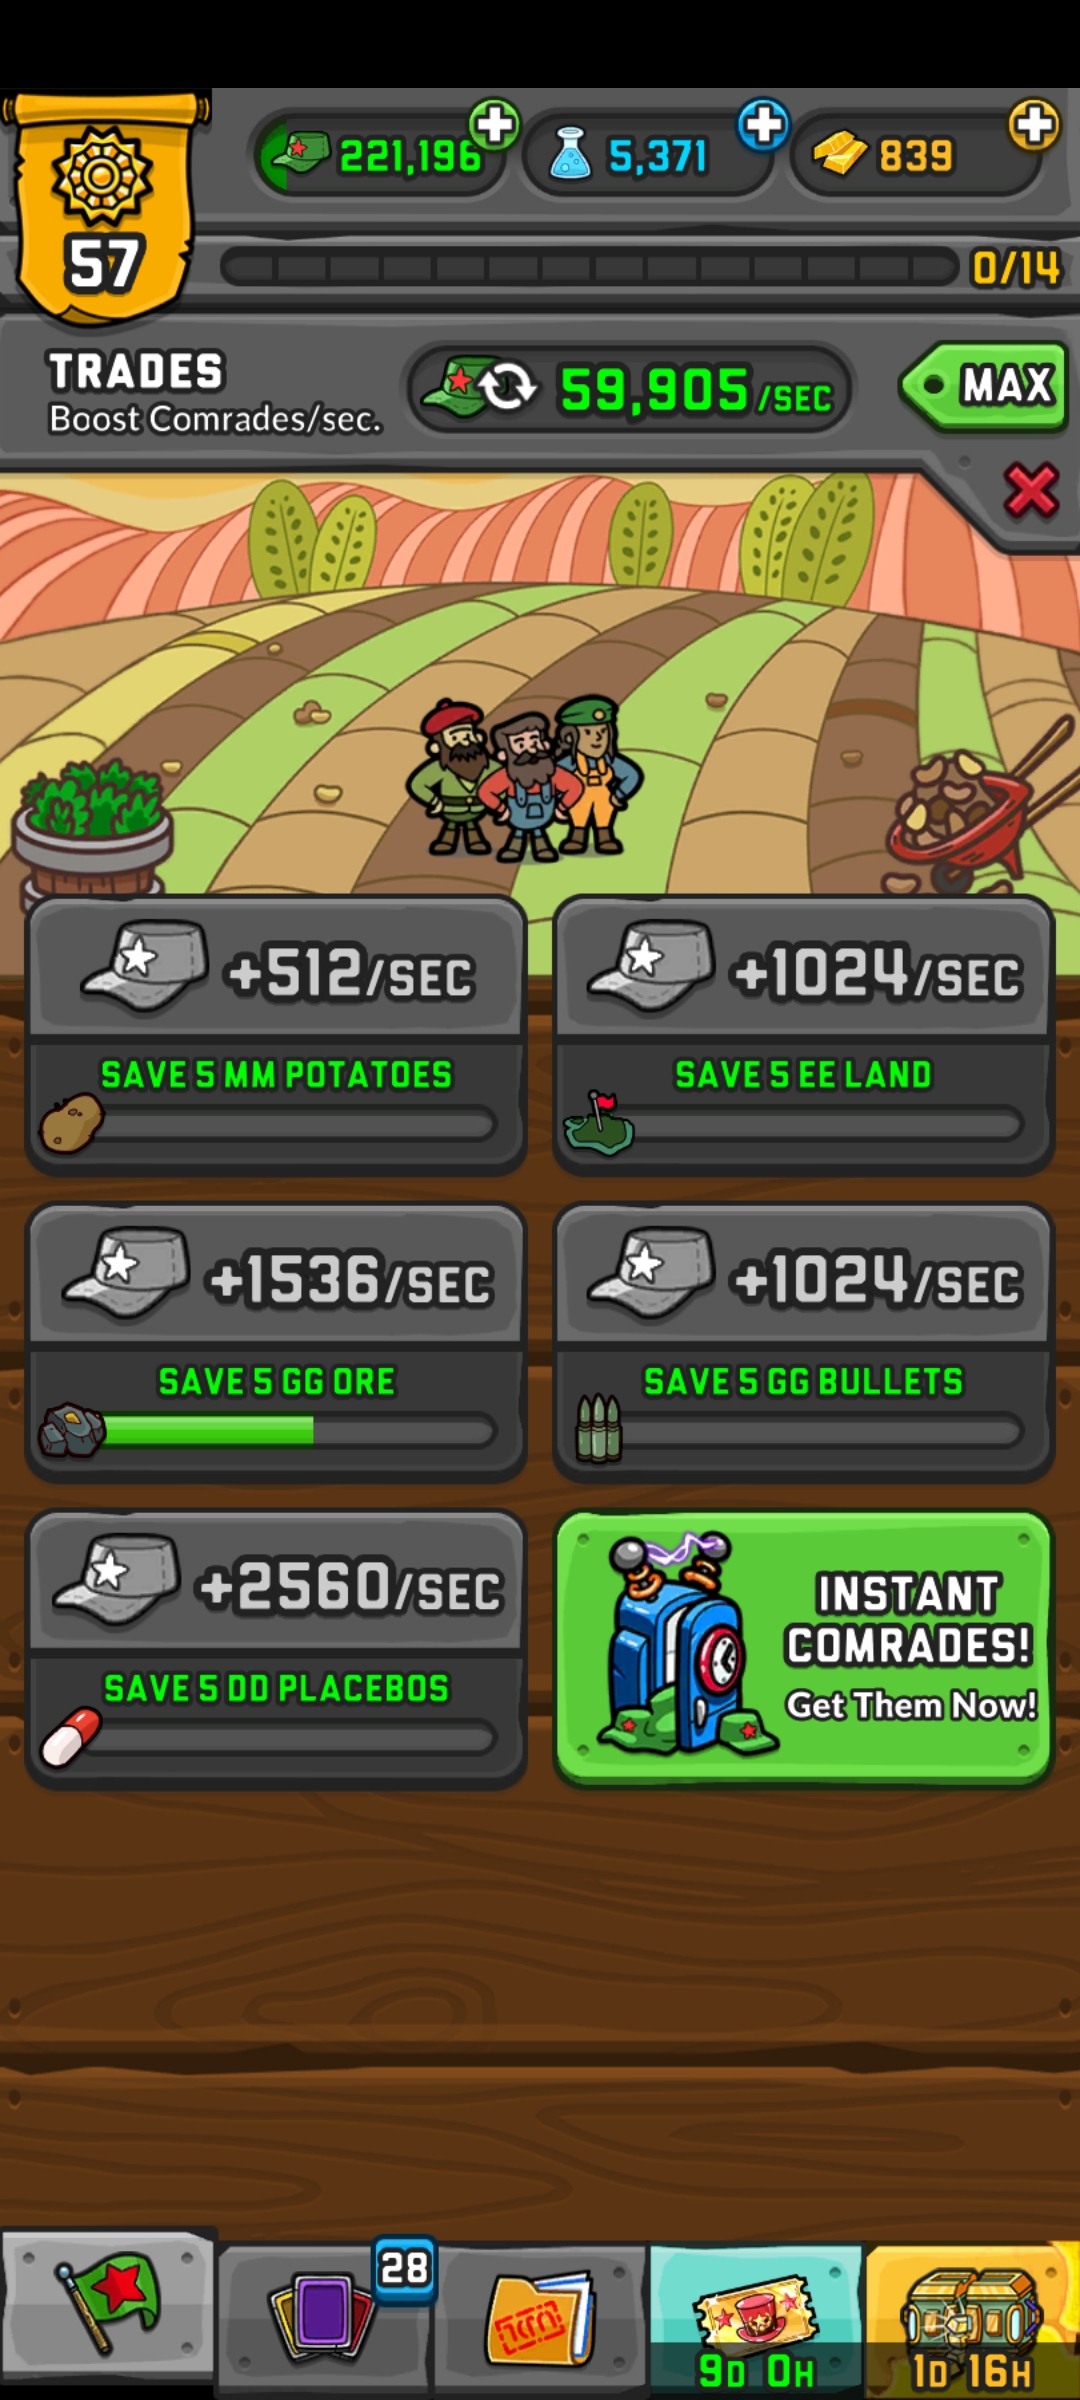 221,196
5,371
839
57
0/14
TRADES
Boost Comrades/sec.
59,905/SEC
MAX
+512/SEC
SAVE 5 MM POTATOES
+1024/SEC
SAVE 5 EE LAND
+1536/SEC
SAVE 5 GG ORE
+1024/SEC
SAVE 5 GG BULLETS
+2560/SEC
SAVE 5 DD PLACEBOS
INSTANT
COMRADES!
Get Them Now!
28
9D 0H
1D 16H